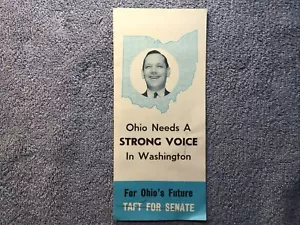 Ohio Needs A
STRONG VOICE
In Washington
For Ohio's Future
TAFT FOR SENATE